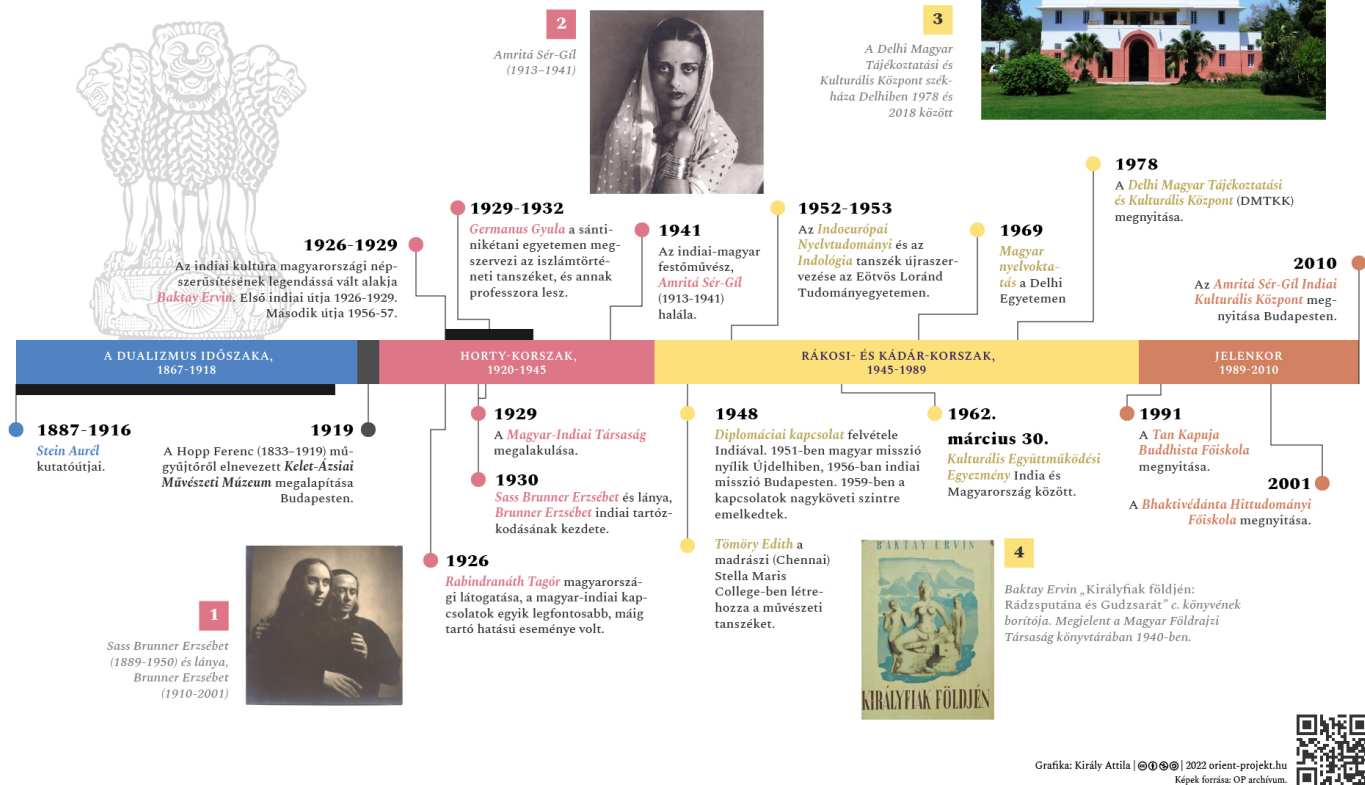 2
Amritá Sér-Gíl
(1913–1941)
3
A Delhi Magyar
Tájékoztatási és
Kulturális Központ szék-
háza Delhiben 1978 és
2018 között
1926-1929
Az indiai kultúra magyarországi nép-
szerűsítésének legendássá vált alakja
Baktay Ervin. Első indiai útja 1926-1929.
Második útja 1956-57.
1929-1932
Germanus Gyula a sánti-
nikétani egyetemen meg-
szervezi az iszlámtörté-
neti tanszéket, és annak
professzora lesz.
1941
Az indiai-magyar
festőművész,
Amritá Sér-Gíl
(1913-1941)
halála.
1952-1953
Az Indoeurópai
Nyelvtudományi és az
Indológia tanszék újraszer-
vezése az Eötvös Loránd
Tudományegyetemen.
1969
Magyar
nyelvokta-
tás a Delhi
Egyetemen
1978
A Delhi Magyar Tájékoztatási
és Kulturális Központ (DMTKK)
megnyitása.
2010
Az Amritá Sér-Gíl Indiai
Kulturális Központ meg-
nyitása Budapesten.
A DUALIZMUS IDŐSZAKA,
1867-1918
HORTY-KORSZAK,
1920-1945
RÁKOSI- ÉS KÁDÁR-KORSZAK,
1945-1989
JELENKOR
1989-2010
1887-1916
Stein Aurél
kutatóútjai.
1919
A Hopp Ferenc (1833–1919) mű-
gyűjtőről elnevezett Kelet-Ázsiai
Művészeti Múzeum megalapítása
Budapesten.
1929
A Magyar-Indiai Társaság
megalakulása.
1930
Sass Brunner Erzsébet és lánya,
Brunner Erzsébet indiai tartóz-
kodásának kezdete.
1926
Rabindranáth Tagór magyarorszá-
gi látogatása, a magyar-indiai kap-
csolatok egyik legfontosabb, máig
tartó hatású eseménye volt.
1948
Diplomáciai kapcsolat felvétele
Indiával. 1951-ben magyar misszió
nyílik Újdelhiben, 1956-ban indiai
misszió Budapesten. 1959-ben a
kapcsolatok nagyköveti szintre
emelkedtek.
Tömöry Edith a
madrászi (Chennai)
Stella Maris
College-ben létre-
hozza a művészeti
tanszéket.
1962.
március 30.
Kulturális Együttműködési
Egyezmény India és
Magyarország között.
1991
A Tan Kapuja
Buddhista Főiskola
megnyitása.
2001
A Bhaktivédánta Hittudományi
Főiskola megnyitása.
1
Sass Brunner Erzsébet
(1889-1950) és lánya,
Brunner Erzsébet
(1910-2001)
BAKTAY ERVIN
KIRÁLYFIAK FÖLDJÉN
4
Baktay Ervin „Királyfiak földjén:
Rádzsputána és Gudzsarát” c. könyvének
borítója. Megjelent a Magyar Földrajzi
Társaság könyvtárában 1940-ben.
Grafika: Király Attila | 2022 orient-projekt.hu
Képek forrása: OP archívum.